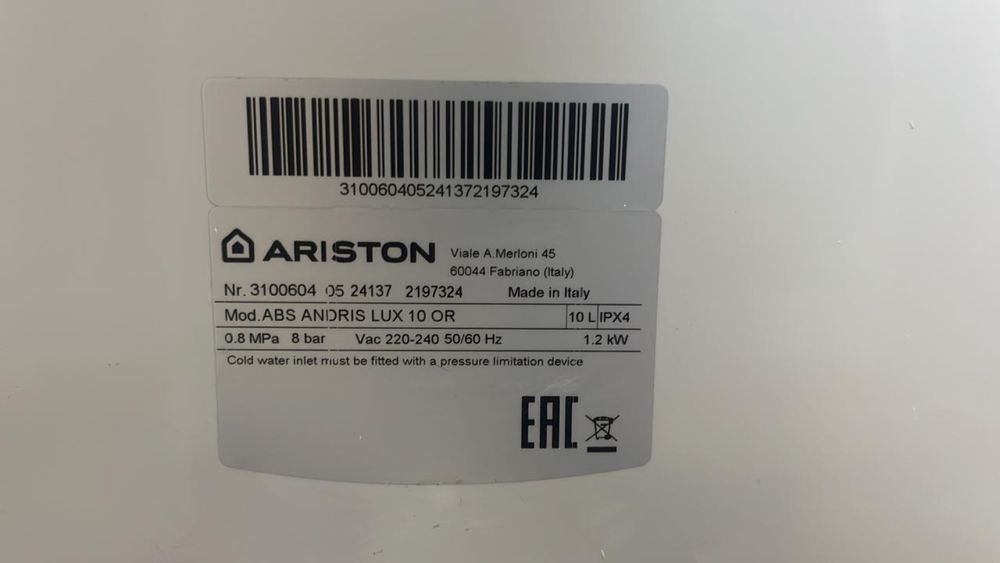 310060405241372197324
ARISTON Viale A.Merloni 45
60044 Fabriano (Italy)
Nr. 3100604 05 24137 2197324 Made in Italy
Mod.ABS ANDRIS LUX 10 OR 10 L IPX4
0.8 MPa 8 bar Vac 220-240 50/60 Hz 1.2 kW
Cold water inlet must be fitted with a pressure limitation device
EAC